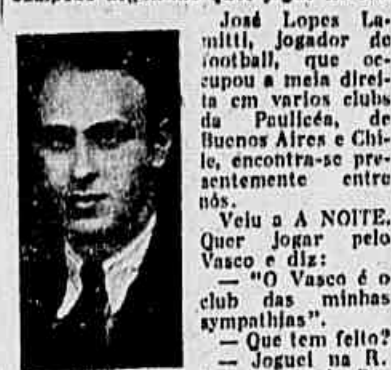 José Lopes La-
mitti, jogador de
football, que oc-
cupou a meia direi-
ta em varios clubs
da Paulicéa, de
Buenos Aires e Chi-
le, encontra-se pre-
sentemente entre
nós.
Veiu a A NOITE.
Quer jogar pelo
Vasco e diz:
— "O Vasco é o
club das minhas
sympathias".
— Que tem feito?
— Joguei na R.